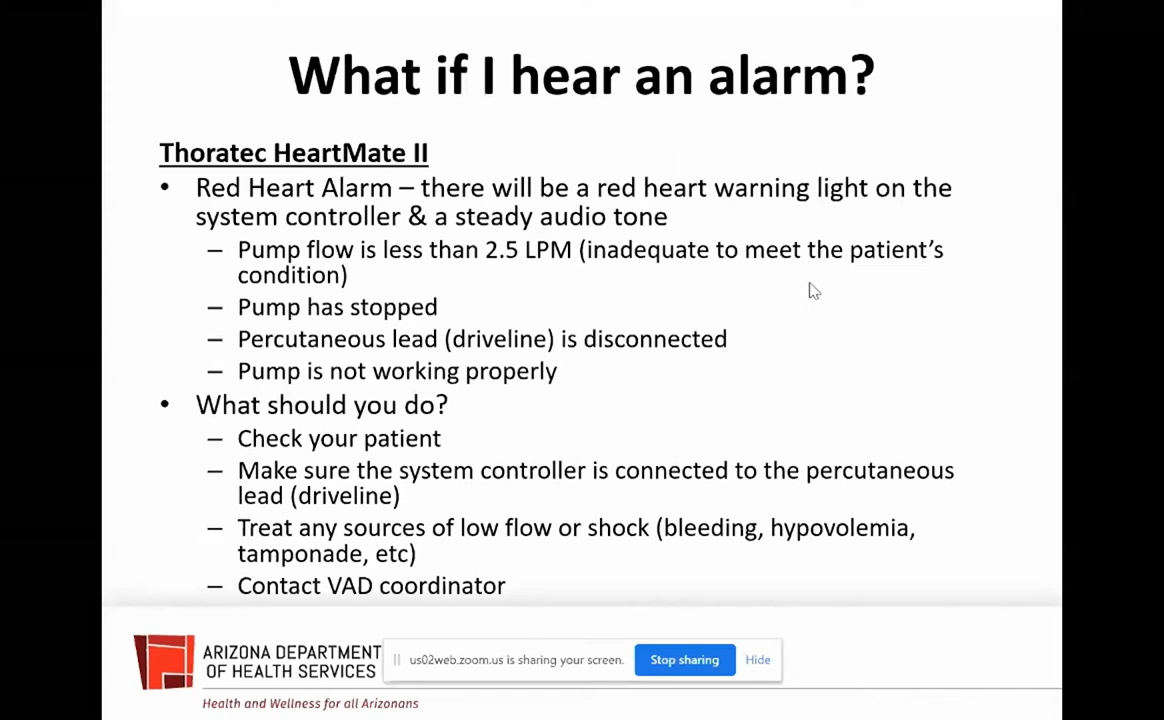 What if I hear an alarm?
Thoratec HeartMate II
• Red Heart Alarm – there will be a red heart warning light on the
system controller & a steady audio tone
– Pump flow is less than 2.5 LPM (inadequate to meet the patient's
condition)
– Pump has stopped
– Percutaneous lead (driveline) is disconnected
– Pump is not working properly
• What should you do?
– Check your patient
– Make sure the system controller is connected to the percutaneous
lead (driveline)
– Treat any sources of low flow or shock (bleeding, hypovolemia,
tamponade, etc)
– Contact VAD coordinator
ARIZONA DEPARTMENT
OF HEALTH SERVICES
Health and Wellness for all Arizonans
us02web.zoom.us is sharing your screen.
Stop sharing
Hide